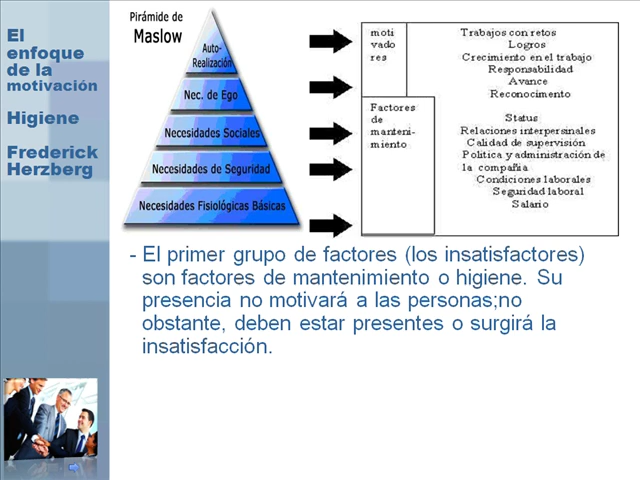 El
enfoque
de la
motivación
Higiene
Frederick
Herzberg
Pirámide de
Maslow
Auto-
Realización
Nec. de Ego
Necesidades Sociales
Necesidades de Seguridad
Necesidades Fisiológicas Básicas
moti
vado
res
Factores
de
manteni-
miento
Trabajos con retos
Logros
Crecimiento en el trabajo
Responsabilidad
Avance
Reconocimiento
Status
Relaciones interpersinales
Calidad de supervisión
Politica y administración de
la compañia
Condiciones laborales
Seguridad laboral
Salario
- El primer grupo de factores (los insatisfactores)
son factores de mantenimiento o higiene. Su
presencia no motivará a las personas;no
obstante, deben estar presentes o surgirá la
insatisfacción.